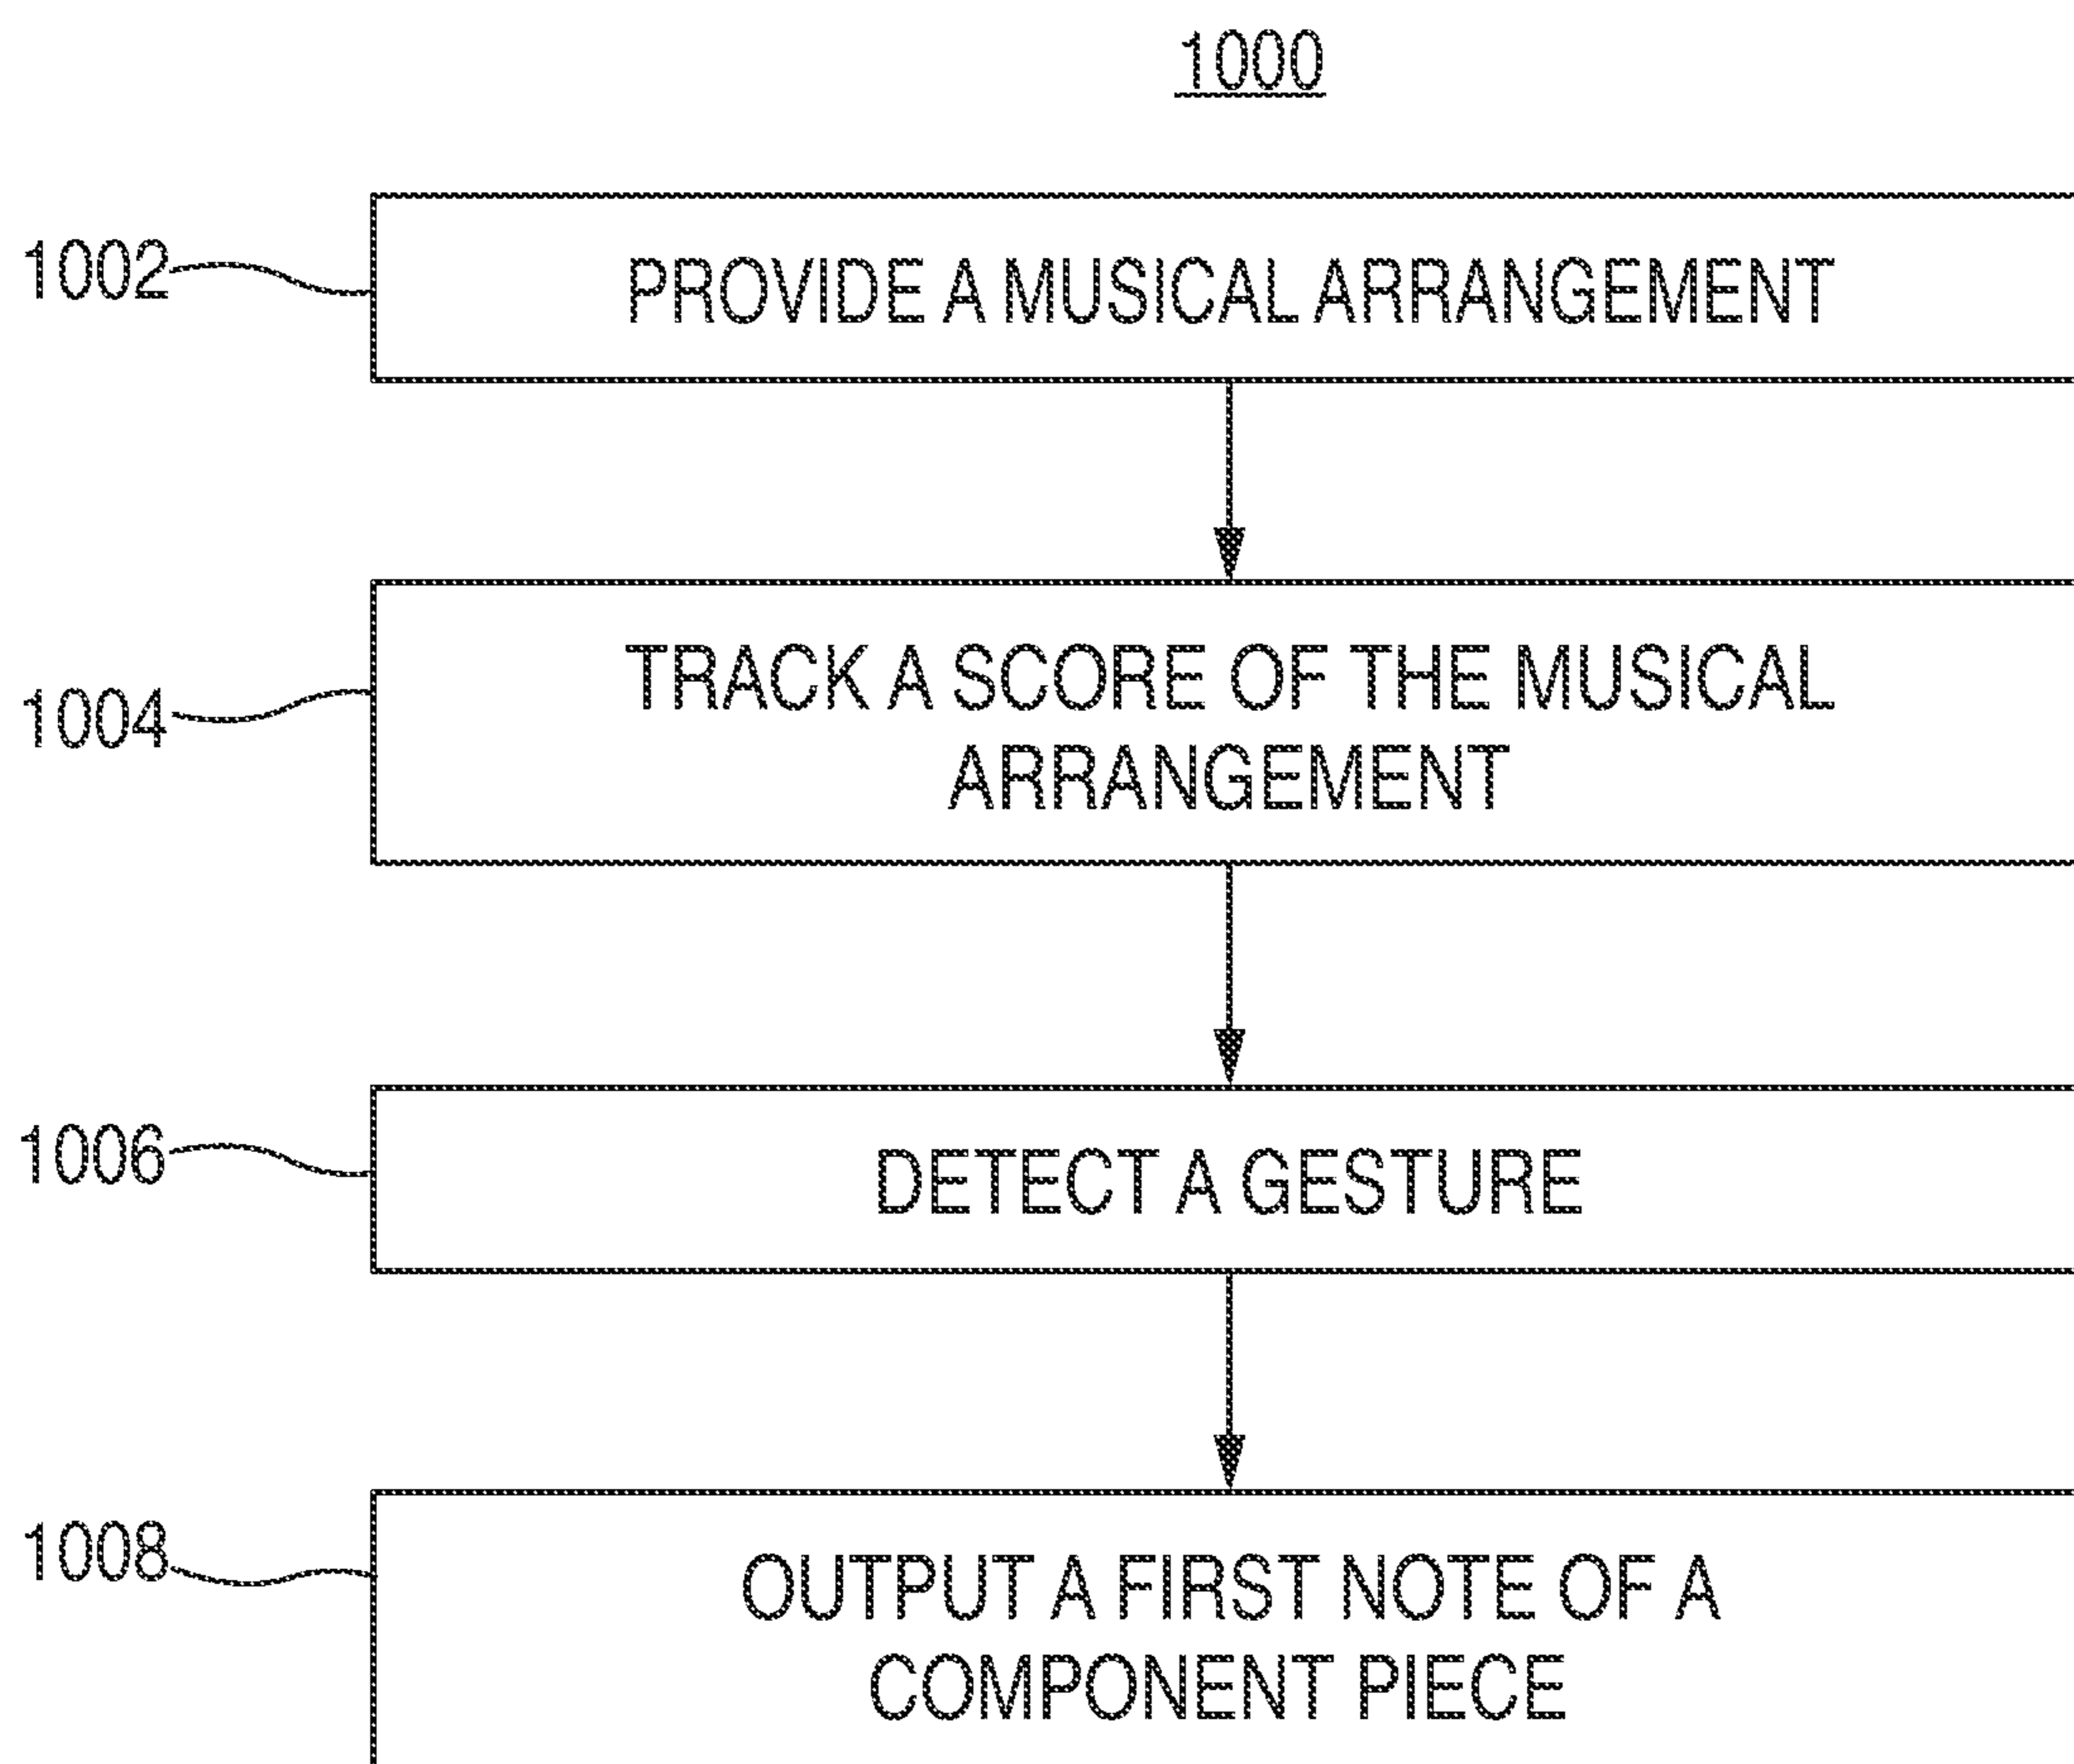 1000
1002
PROVIDE A MUSICAL ARRANGEMENT
1004
TRACK A SCORE OF THE MUSICAL
ARRANGEMENT
1006
DETECT A GESTURE
1008
OUTPUT A FIRST NOTE OF A
COMPONENT PIECE